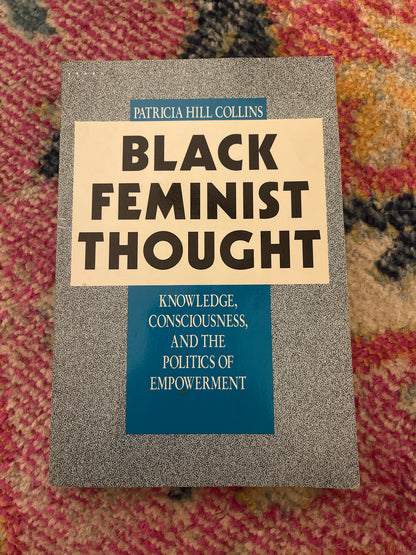 PATRICIA HILL COLLINS
BLACK
FEMINIST
THOUGHT
KNOWLEDGE,
CONSCIOUSNESS,
AND THE
POLITICS OF
EMPOWERMENT